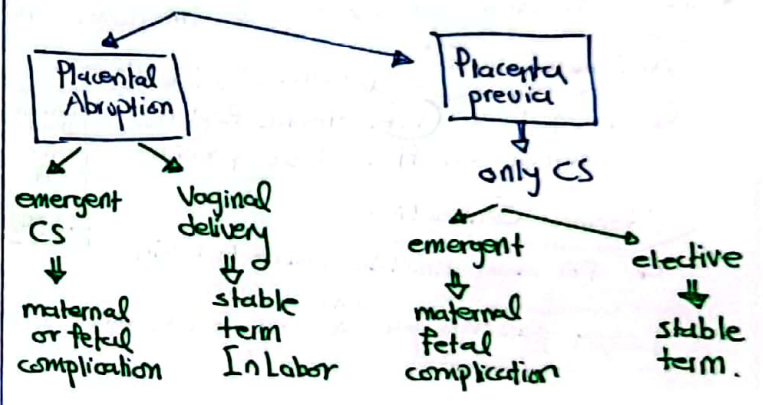 Placental
Abruption
Placenta
previa
only CS
emergent
CS
Vaginal
delivery
emergent
elective
maternal
or fetal
complication
stable
term
In Labor
maternal
fetal
complication
stable
term.